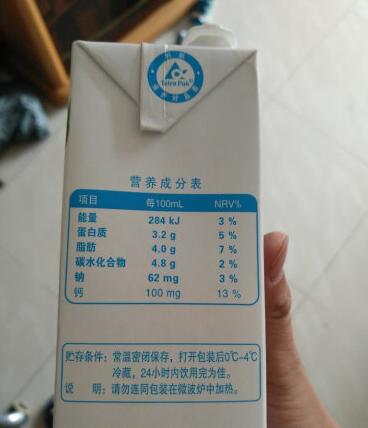 Tetra Pak
营养成分表
项目 每100mL NRV%
能量 284 kJ 3 %
蛋白质 3.2 g 5 %
脂肪 4.0 g 7 %
碳水化合物 4.8 g 2 %
钠 62 mg 3 %
钙 100 mg 13 %
贮存条件：常温密闭保存，打开包装后0℃-4℃
冷藏，24小时内饮用完为佳。
说 明：请勿连同包装在微波炉中加热。